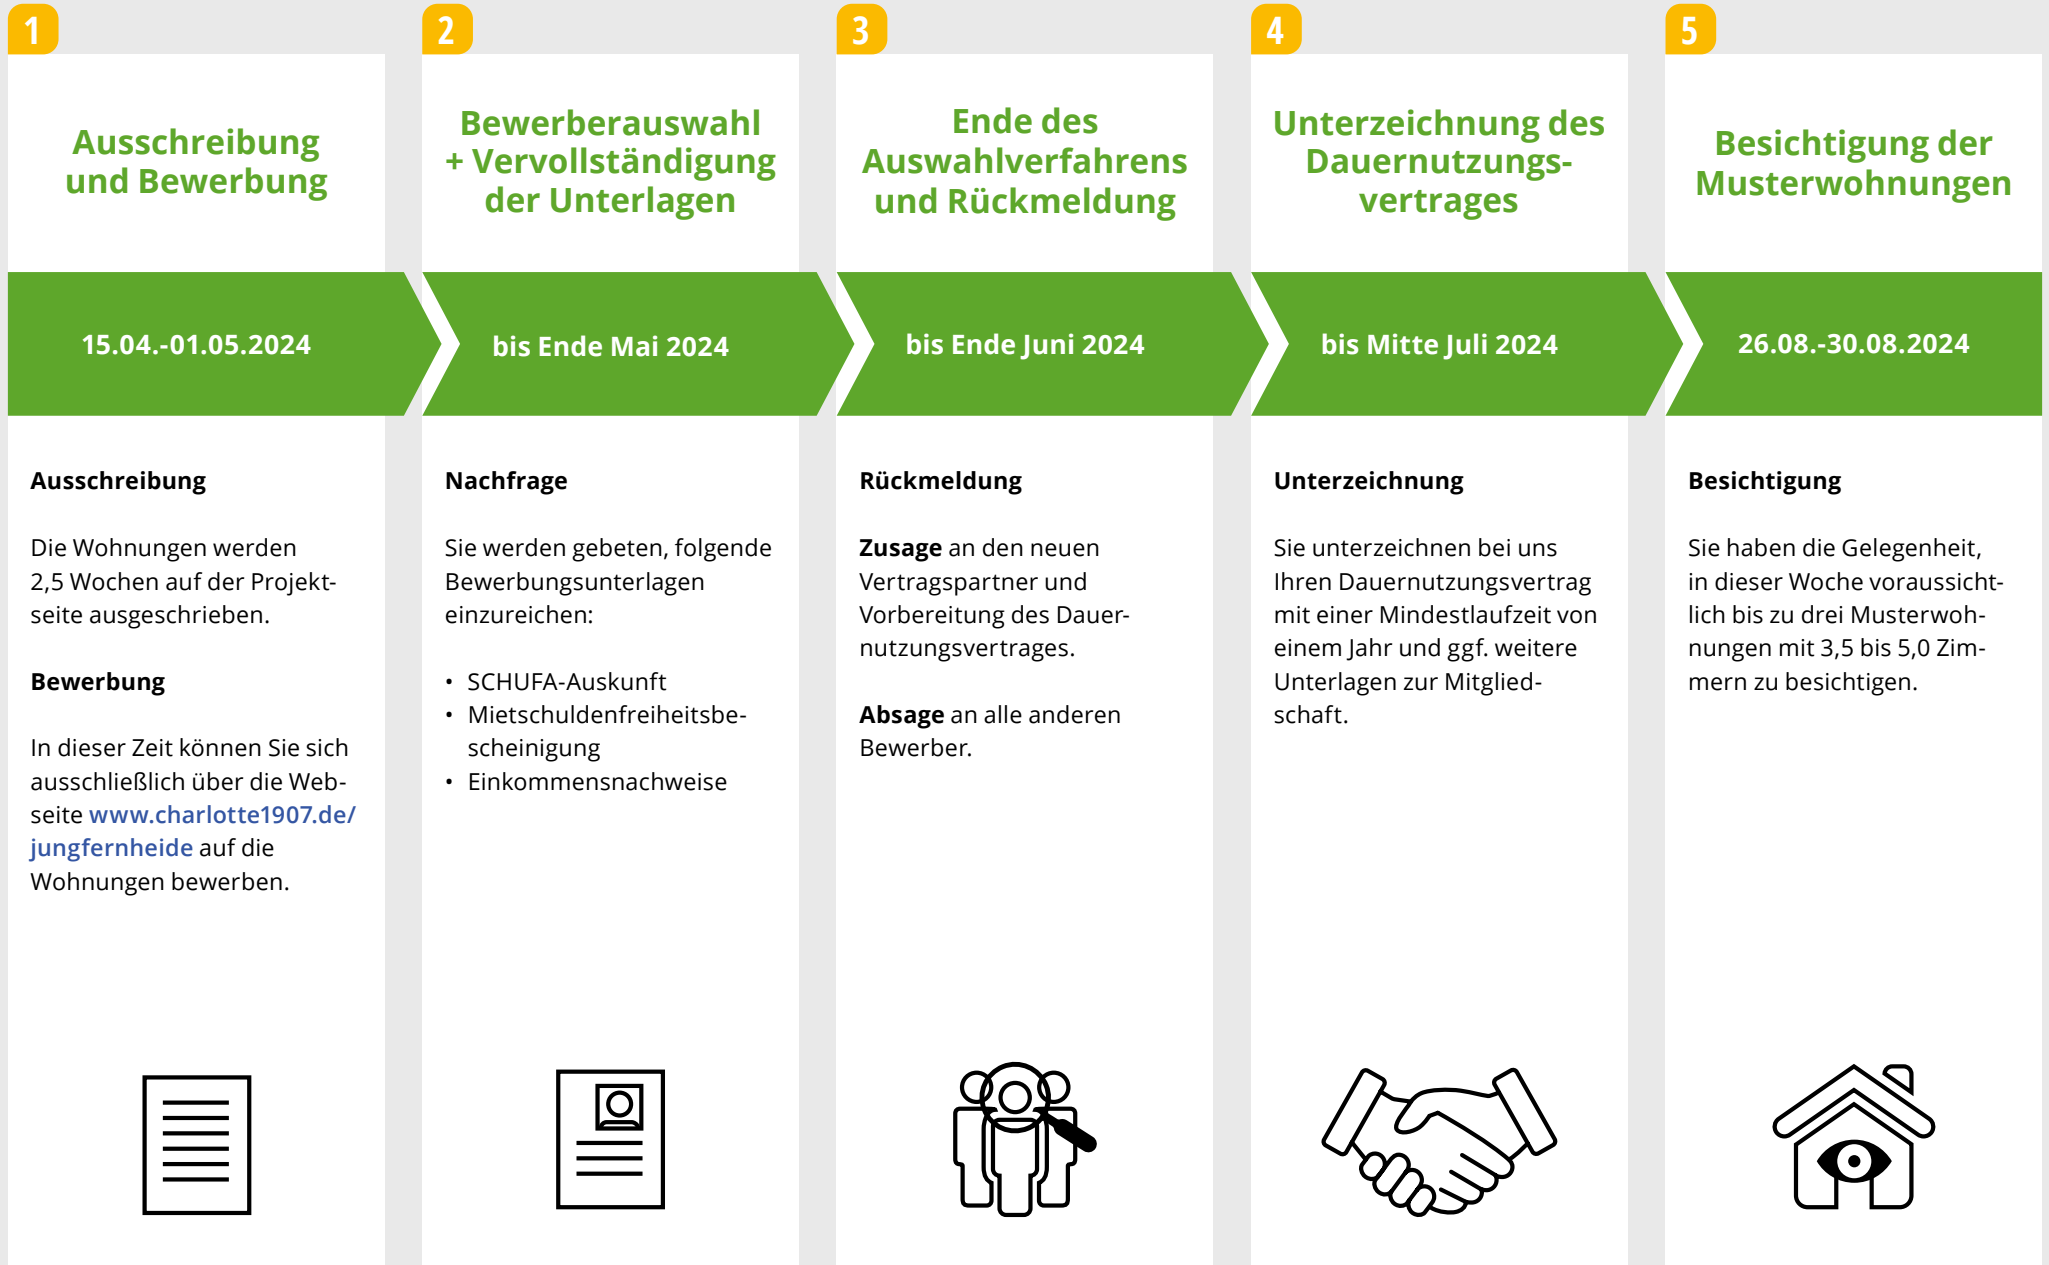 1
Ausschreibung
und Bewerbung
15.04.-01.05.2024
Ausschreibung
Die Wohnungen werden
2,5 Wochen auf der Projekt-
seite ausgeschrieben.
Bewerbung
In dieser Zeit können Sie sich
ausschließlich über die Web-
seite www.charlotte1907.de/
jungfernheide auf die
Wohnungen bewerben.
2
Bewerberauswahl
+ Vervollständigung
der Unterlagen
bis Ende Mai 2024
Nachfrage
Sie werden gebeten, folgende
Bewerbungsunterlagen
einzureichen:
• SCHUFA-Auskunft
• Mietschuldenfreiheitsbe-
scheinigung
• Einkommensnachweise
3
Ende des
Auswahlverfahrens
und Rückmeldung
bis Ende Juni 2024
Rückmeldung
Zusage an den neuen
Vertragspartner und
Vorbereitung des Dauer-
nutzungsvertrages.
Absage an alle anderen
Bewerber.
4
Unterzeichnung des
Dauernutzungs-
vertrages
bis Mitte Juli 2024
Unterzeichnung
Sie unterzeichnen bei uns
Ihren Dauernutzungsvertrag
mit einer Mindestlaufzeit von
einem Jahr und ggf. weitere
Unterlagen zur Mitglied-
schaft.
5
Besichtigung der
Musterwohnungen
26.08.-30.08.2024
Besichtigung
Sie haben die Gelegenheit,
in dieser Woche voraussicht-
lich bis zu drei Musterwoh-
nungen mit 3,5 bis 5,0 Zim-
mern zu besichtigen.